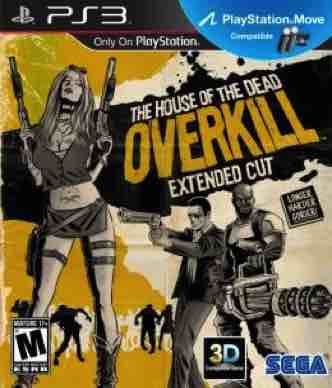 PS3
PlayStation®Move
Compatible
Only On PlayStation®
THE HOUSE OF THE DEAD
OVERKILL
EXTENDED CUT
LONGER,
HARDER,
GORIER!
MATURE 17+
M
ESRB
3D
SEGA